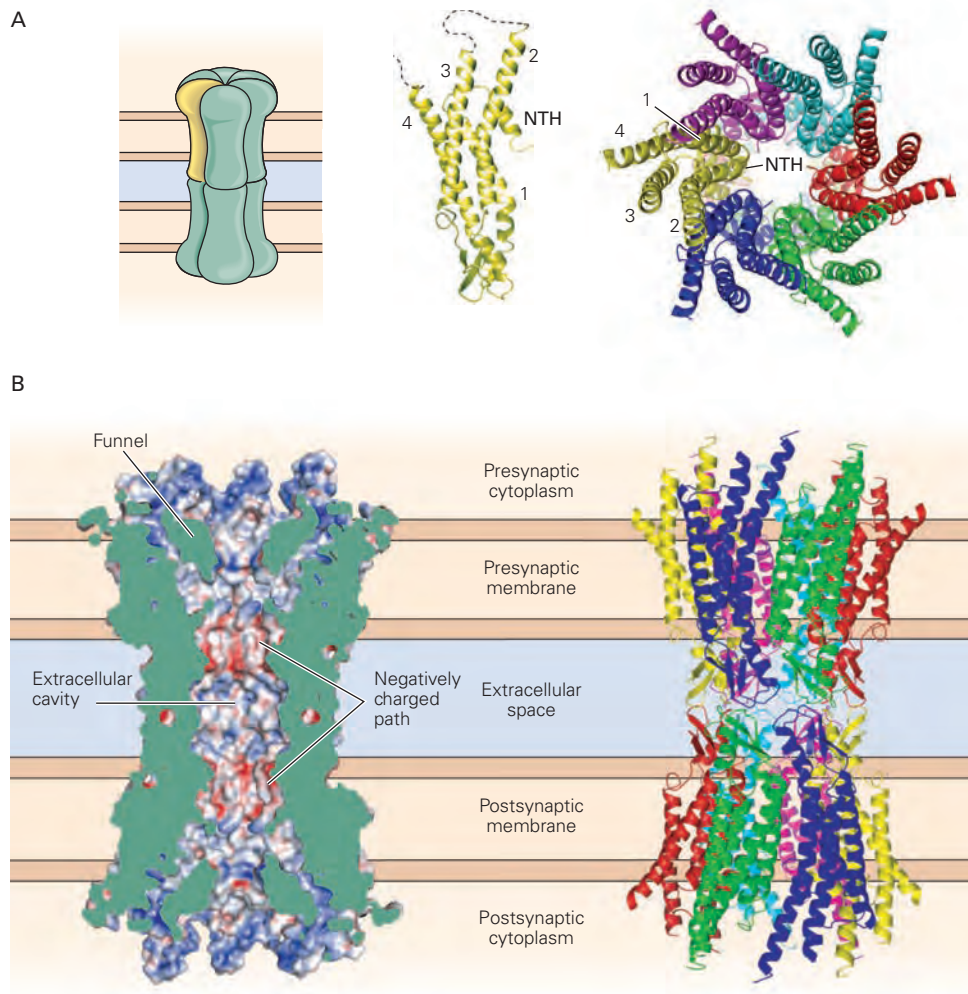 A
3
2
4
NTH
1
1
4
NTH
3
2
B
Funnel
Presynaptic
cytoplasm
Presynaptic
membrane
Extracellular
cavity
Negatively
charged
path
Extracellular
space
Postsynaptic
membrane
Postsynaptic
cytoplasm